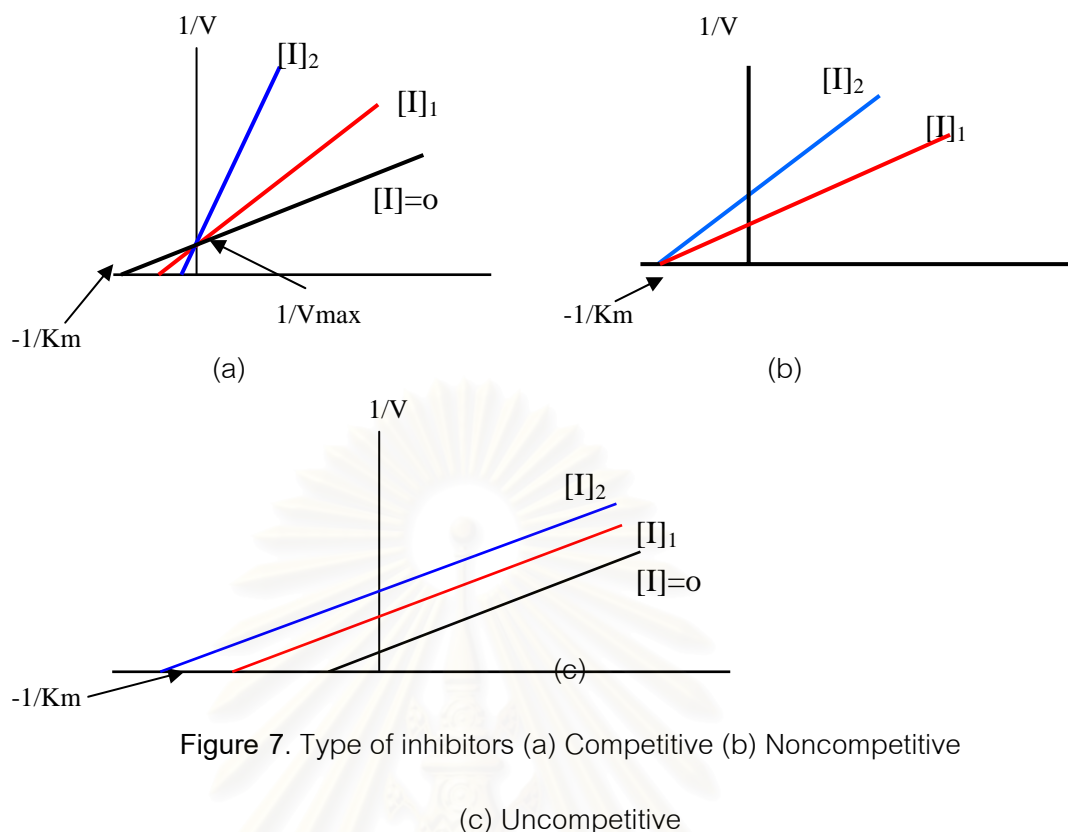 1/V
[I]2
[I]1
[I]=o
1/Vmax
-1/Km
(a)
1/V
[I]2
[I]1
-1/Km
(b)
1/V
[I]2
[I]1
[I]=o
-1/Km
(c)
Figure 7. Type of inhibitors (a) Competitive (b) Noncompetitive
(c) Uncompetitive